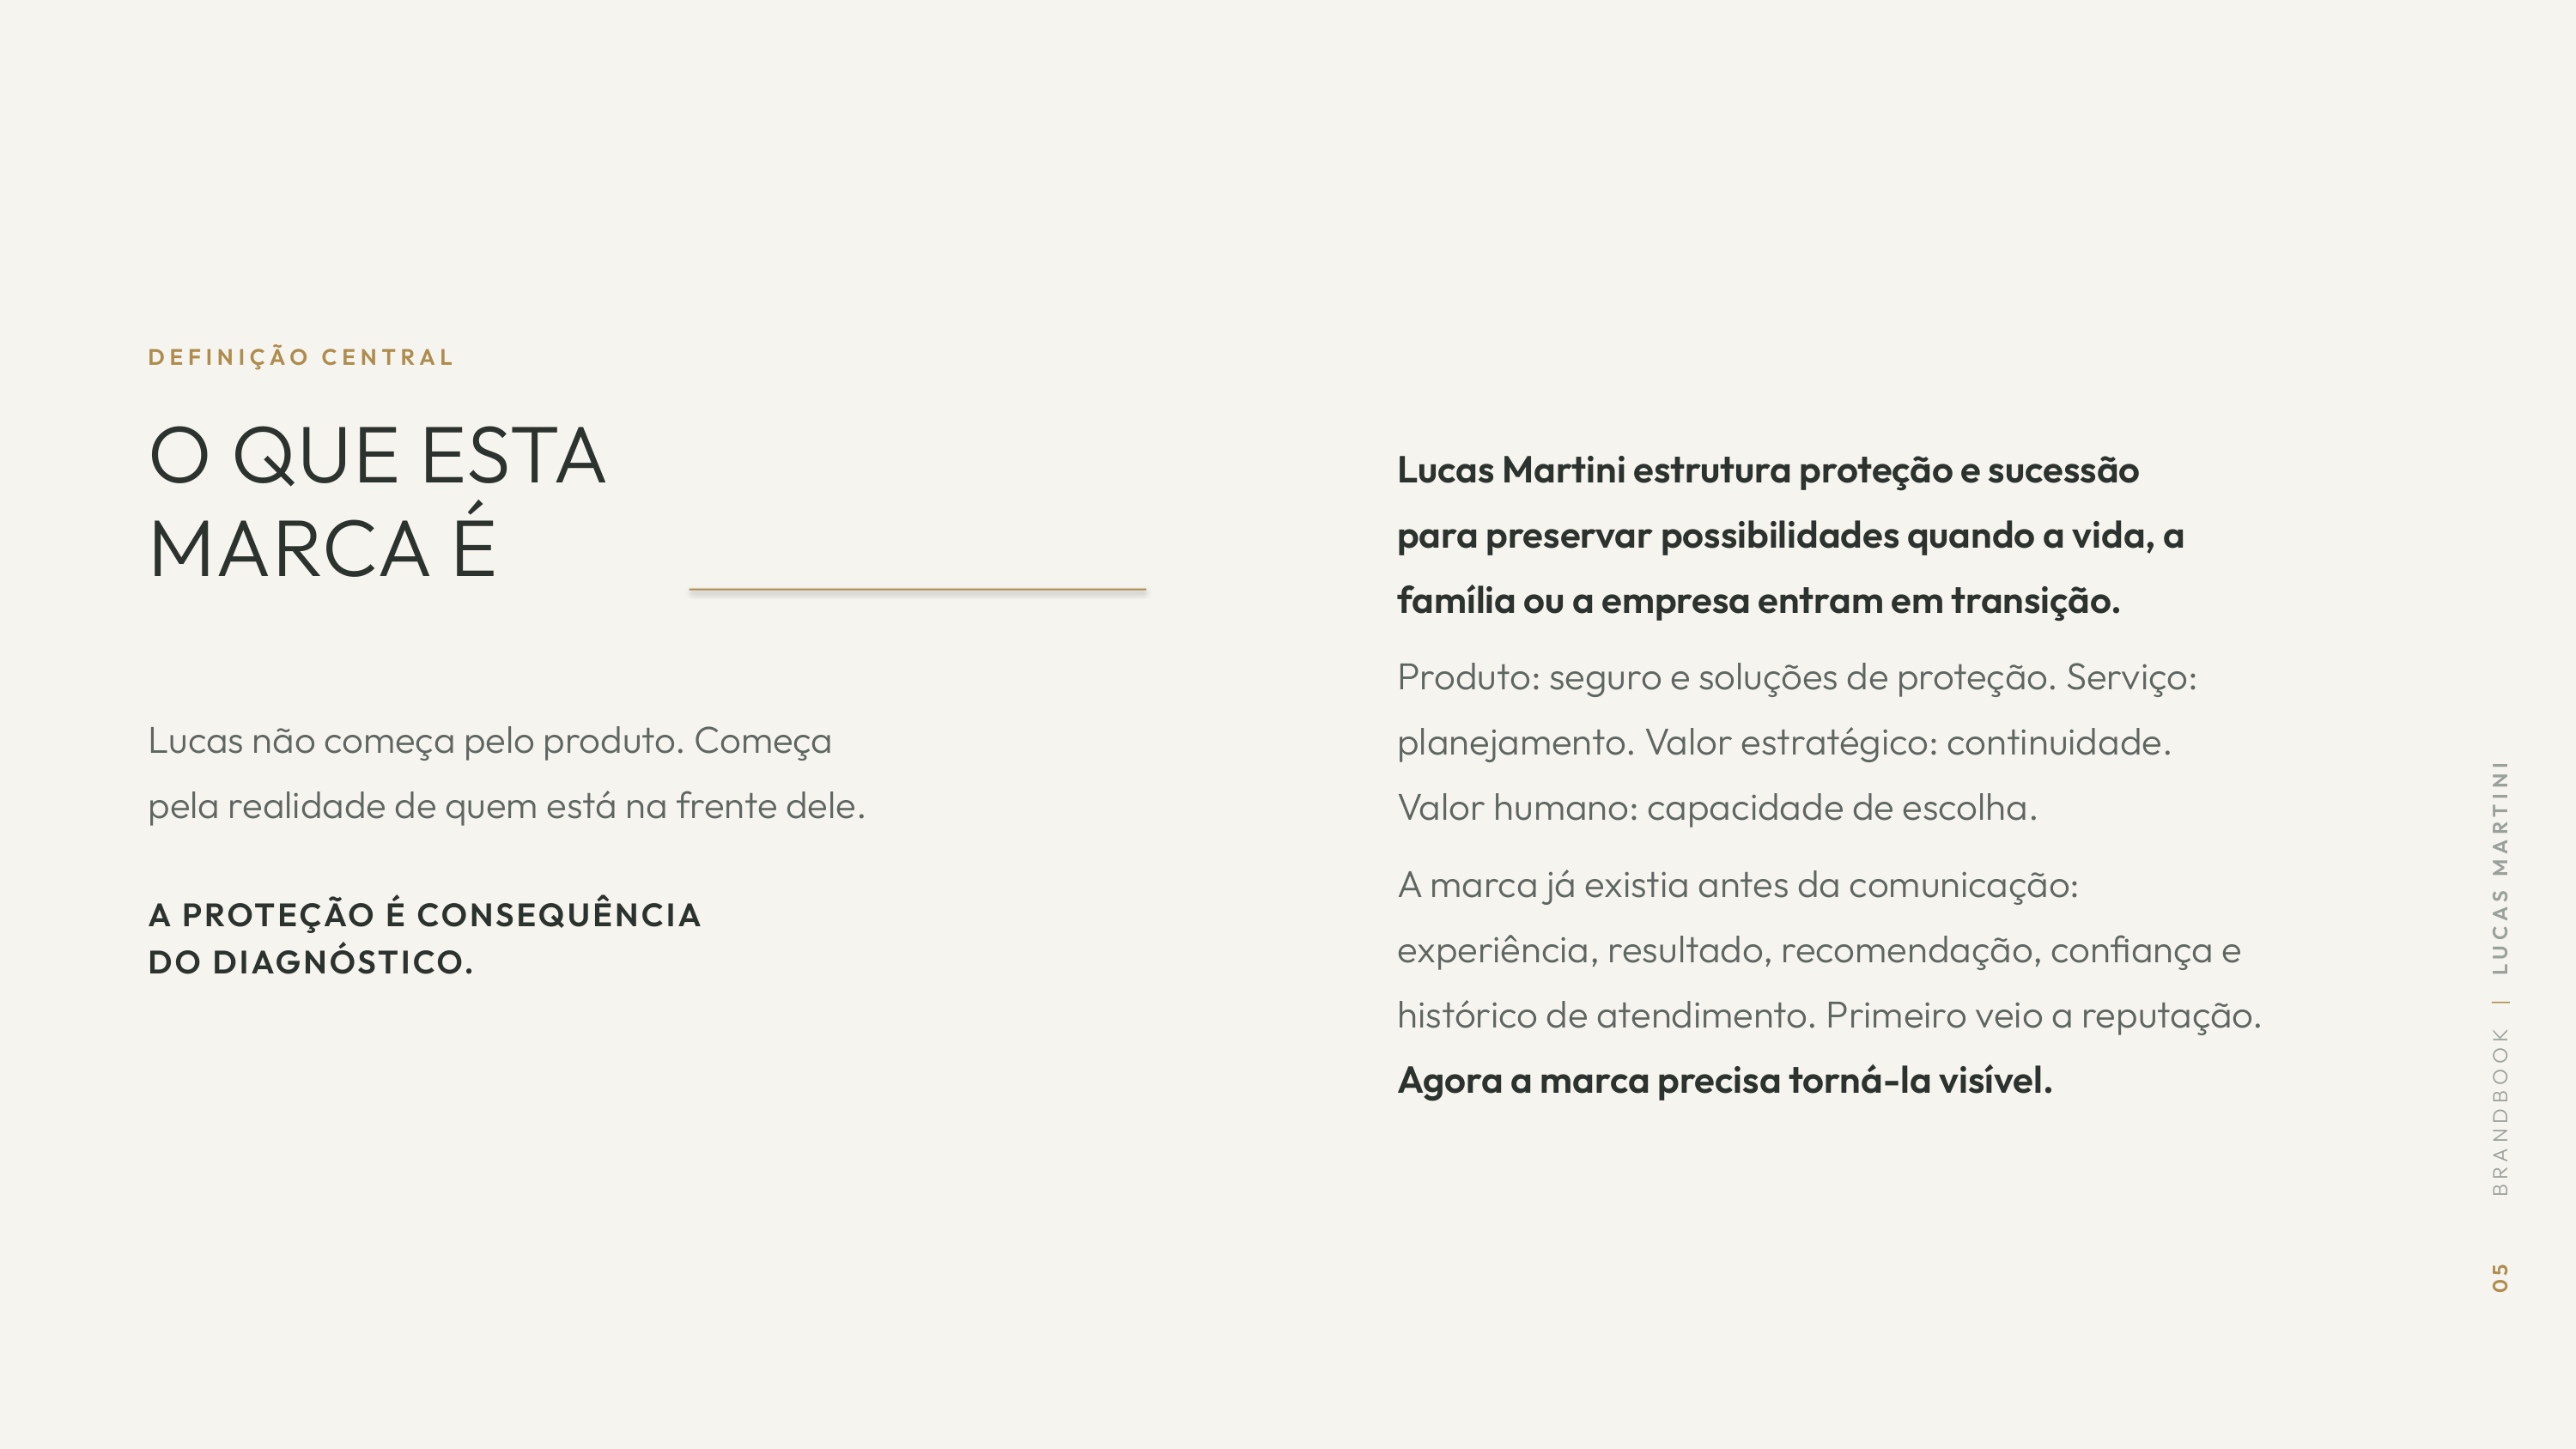 DEFINIÇÃO CENTRAL
O QUE ESTA
MARCA É
Lucas não começa pelo produto. Começa
pela realidade de quem está na frente dele.
A PROTEÇÃO É CONSEQUÊNCIA
DO DIAGNÓSTICO.
Lucas Martini estrutura proteção e sucessão
para preservar possibilidades quando a vida, a
família ou a empresa entram em transição.
Produto: seguro e soluções de proteção. Serviço:
planejamento. Valor estratégico: continuidade.
Valor humano: capacidade de escolha.
A marca já existia antes da comunicação:
experiência, resultado, recomendação, confiança e
histórico de atendimento. Primeiro veio a reputação.
Agora a marca precisa torná-la visível.
05 BRANDBOOK | LUCAS MARTINI